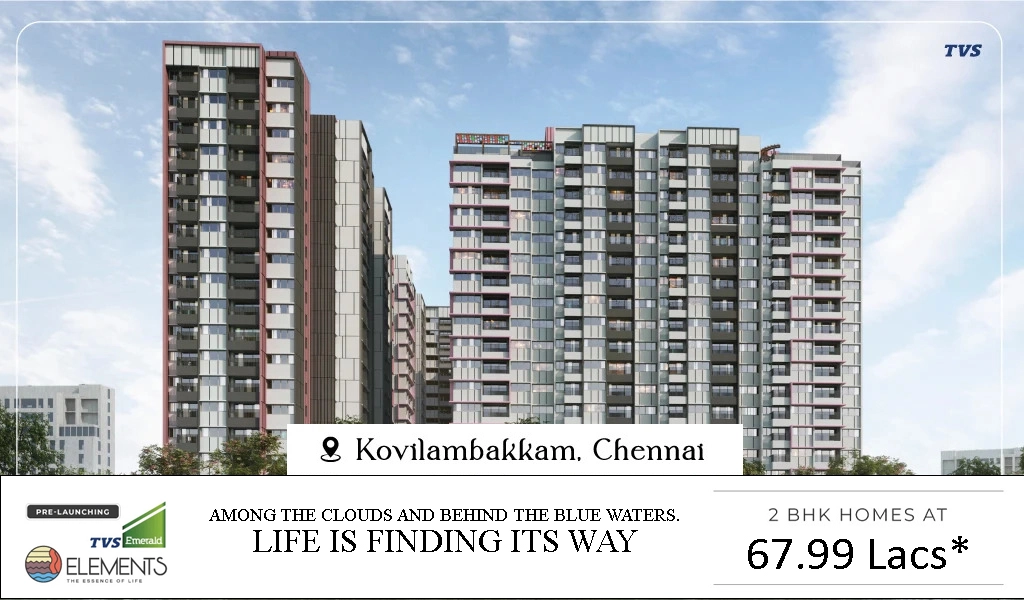 TVS
Kovilambakkam, Chennai
PRE-LAUNCHING
TVS Emerald
ELEMENTS
THE ESSENCE OF LIFE
AMONG THE CLOUDS AND BEHIND THE BLUE WATERS.
LIFE IS FINDING ITS WAY
2 BHK HOMES AT
67.99 Lacs*